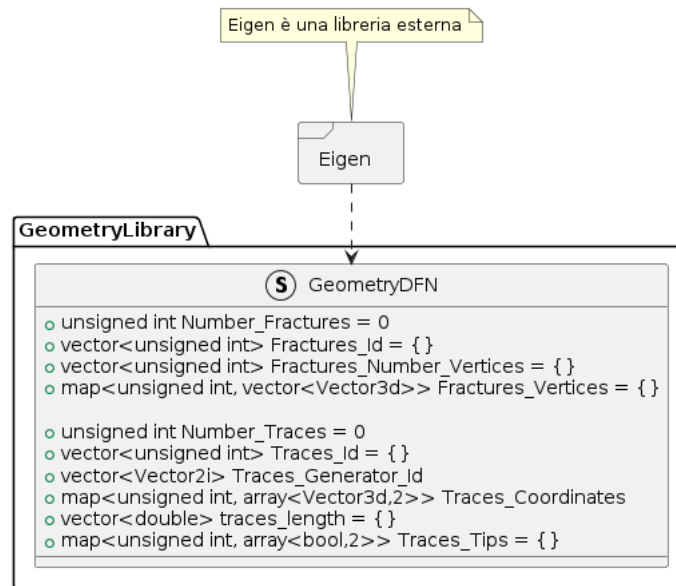 Eigen è una libreria esterna
Eigen
GeometryLibrary
S GeometryDFN
unsigned int Number_Fractures = 0
vector<unsigned int> Fractures_Id = {}
vector<unsigned int> Fractures_Number_Vertices = {}
map<unsigned int, vector<Vector3d>> Fractures_Vertices = {}
unsigned int Number_Traces = 0
vector<unsigned int> Traces_Id = {}
vector<Vector2i> Traces_Generator_Id
map<unsigned int, array<Vector3d,2>> Traces_Coordinates
vector<double> traces_length = {}
map<unsigned int, array<bool,2>> Traces_Tips = {}